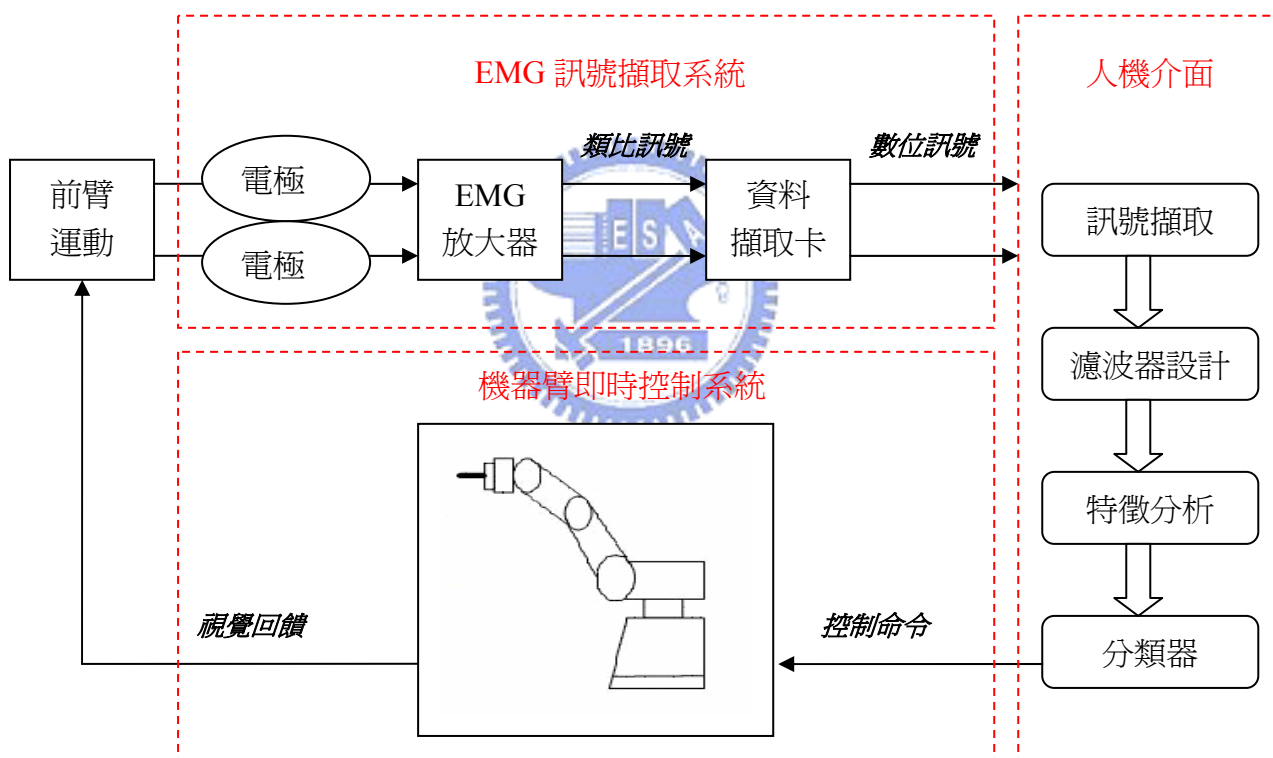 EMG 訊號擷取系統
人機介面
類比訊號
數位訊號
前臂
運動
電極
電極
EMG
放大器
資料
擷取卡
ES
1896
訊號擷取
濾波器設計
特徵分析
分類器
機器臂即時控制系統
視覺回饋
控制命令